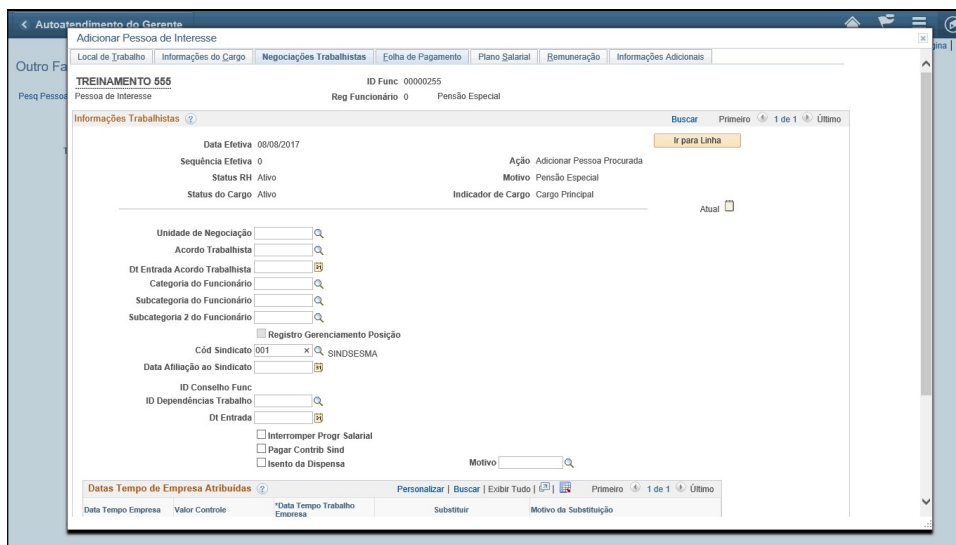 Autoatendimento do Gerente
Adicionar Pessoa de Interesse
Local de Trabalho Informações do Cargo Negociações Trabalhistas Folha de Pagamento Plano Salarial Remuneração Informações Adicionais
Outro Fa
TREINAMENTO 555 ID Func 00000255
Pesq Pessoa Pessoa de Interesse Reg Funcionário 0 Pensão Especial
Informações Trabalhistas ? Buscar Primeiro 1 de 1 Último
Data Efetiva 08/08/2017 Ir para Linha
Sequência Efetiva 0 Ação Adicionar Pessoa Procurada
Status RH Ativo Motivo Pensão Especial
Status do Cargo Ativo Indicador de Cargo Cargo Principal
Atual
Unidade de Negociação
Acordo Trabalhista
Dt Entrada Acordo Trabalhista
Categoria do Funcionário
Subcategoria do Funcionário
Subcategoria 2 do Funcionário
Registro Gerenciamento Posição
Cód Sindicato 001 × SINDSESMA
Data Afiliação ao Sindicato
ID Conselho Func
ID Dependências Trabalho
Dt Entrada
Interromper Progr Salarial
Pagar Contrib Sind
Isento da Dispensa Motivo
Datas Tempo de Empresa Atribuídas ? Personalizar | Buscar | Exibir Tudo | Primeiro 1 de 1 Último
Data Tempo Empresa Valor Controle *Data Tempo Trabalho Empresa Substituir Motivo da Substituição